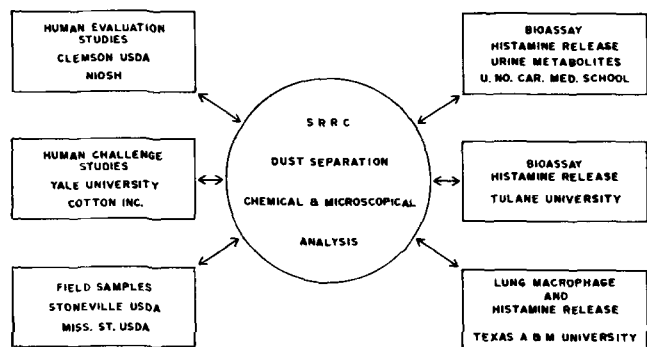 HUMAN EVALUATION
STUDIES
CLEMSON USDA
NIOSH
HUMAN CHALLENGE
STUDIES
YALE UNIVERSITY
COTTON INC.
FIELD SAMPLES
STONEVILLE USDA
MISS. ST. USDA
SRRC
DUST SEPARATION
CHEMICAL & MICROSCOPICAL
ANALYSIS
BIOASSAY
HISTAMINE RELEASE
URINE METABOLITES
U. NO. CAR. MED. SCHOOL
BIOASSAY
HISTAMINE RELEASE
TULANE UNIVERSITY
LUNG MACROPHAGE
AND
HISTAMINE RELEASE
TEXAS A & M UNIVERSITY